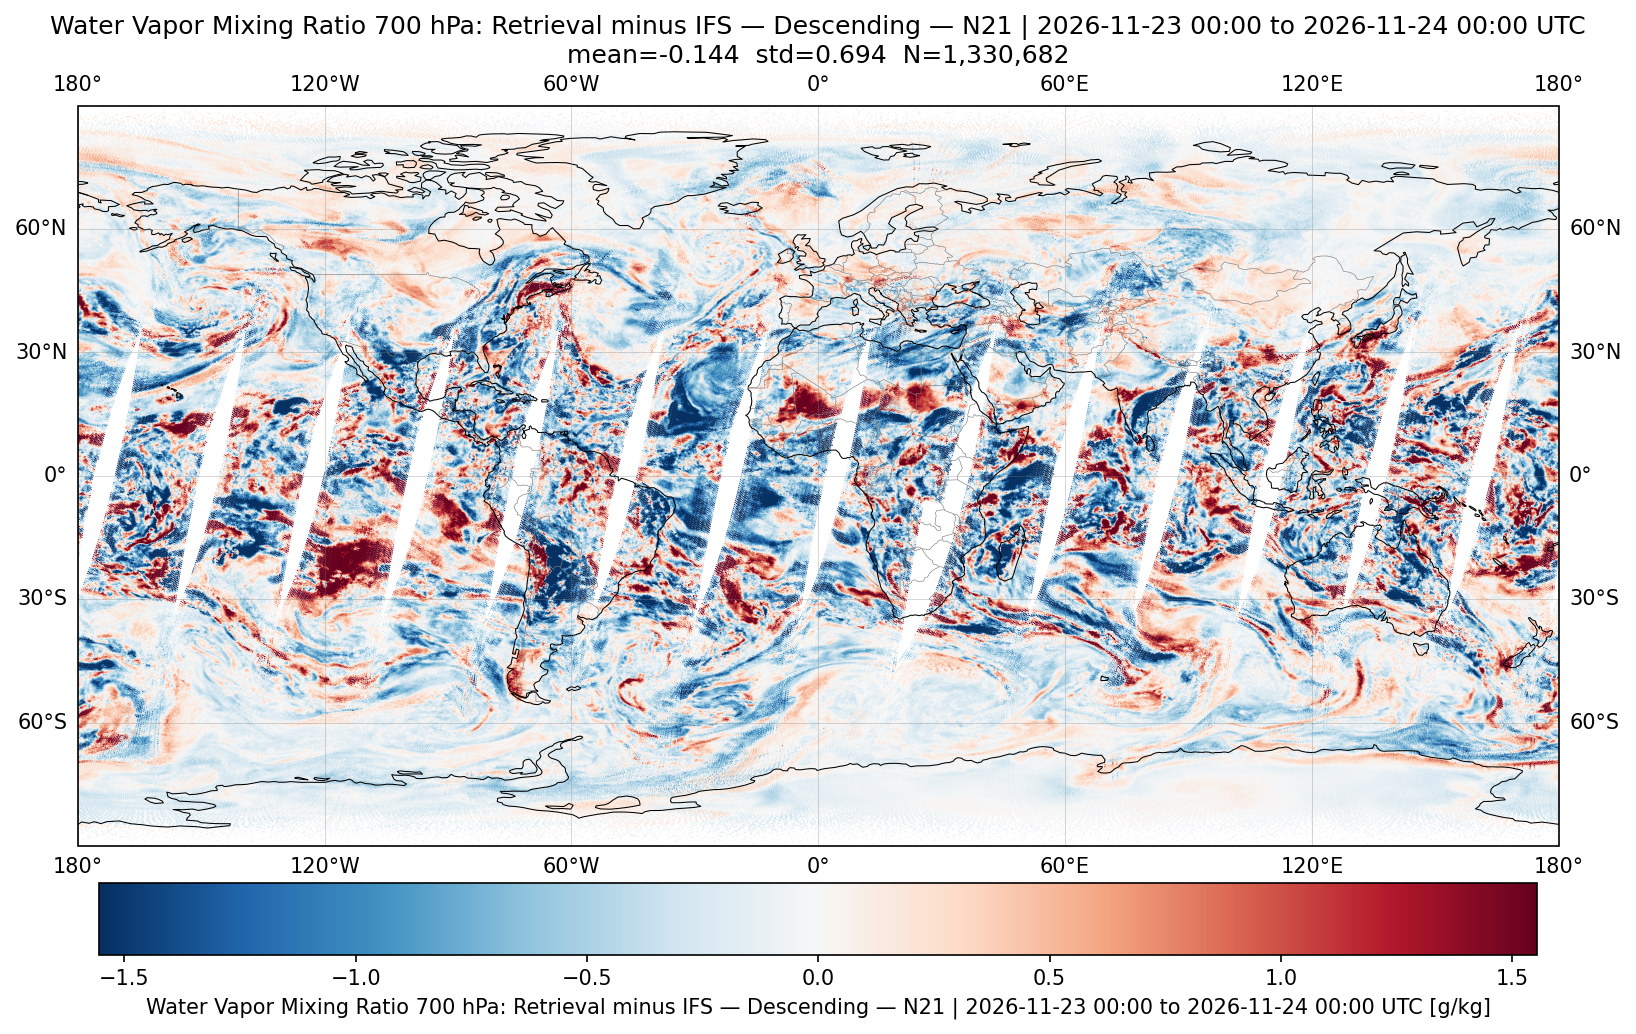 Water Vapor Mixing Ratio 700 hPa: Retrieval minus IFS — Descending — N21 | 2026-11-23 00:00 to 2026-11-24 00:00 UTC
mean=-0.144  std=0.694  N=1,330,682
180° 120°W 60°W 0° 60°E 120°E 180°
60°N 60°N
30°N 30°N
0° 0°
30°S 30°S
60°S 60°S
180° 120°W 60°W 0° 60°E 120°E 180°
−1.5 −1.0 −0.5 0.0 0.5 1.0 1.5
Water Vapor Mixing Ratio 700 hPa: Retrieval minus IFS — Descending — N21 | 2026-11-23 00:00 to 2026-11-24 00:00 UTC [g/kg]